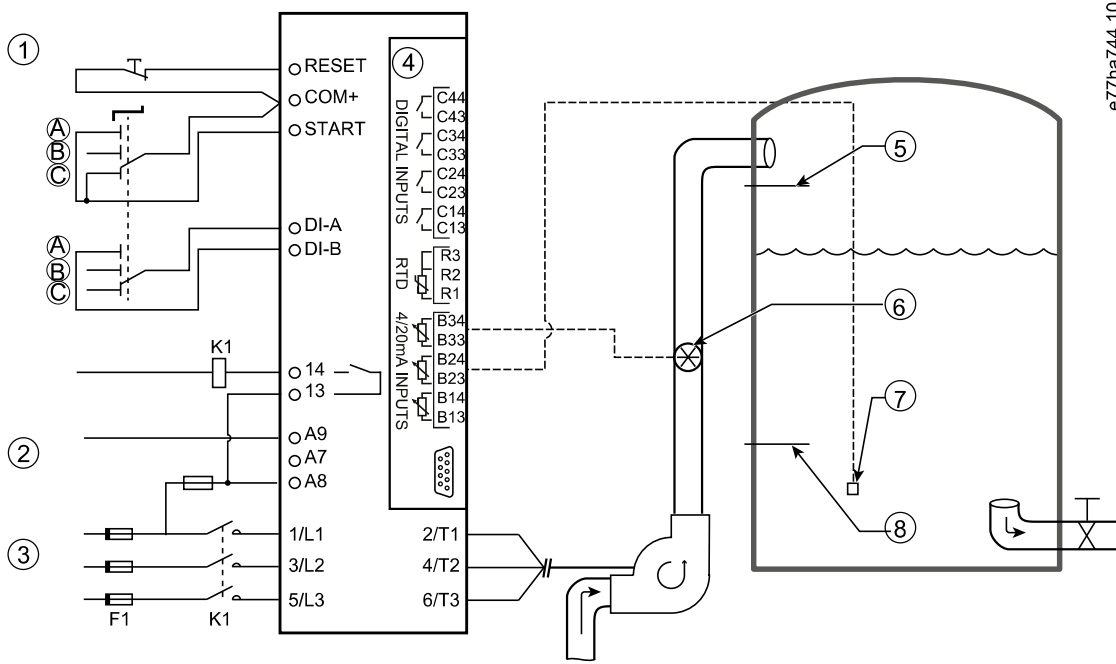 1
RESET
COM+
START
A
B
C
DI-A
DI-B
A
B
C
K1
14
13
2
A9
A7
A8
3
1/L1
3/L2
5/L3
F1
K1
2/T1
4/T2
6/T3
4
DIGITAL INPUTS
C44
C43
C34
C33
C24
C23
C14
C13
RTD
R3
R2
R1
4/20mA INPUTS
B34
B33
B24
B23
B14
B13
5
6
7
8
e77ha744.10